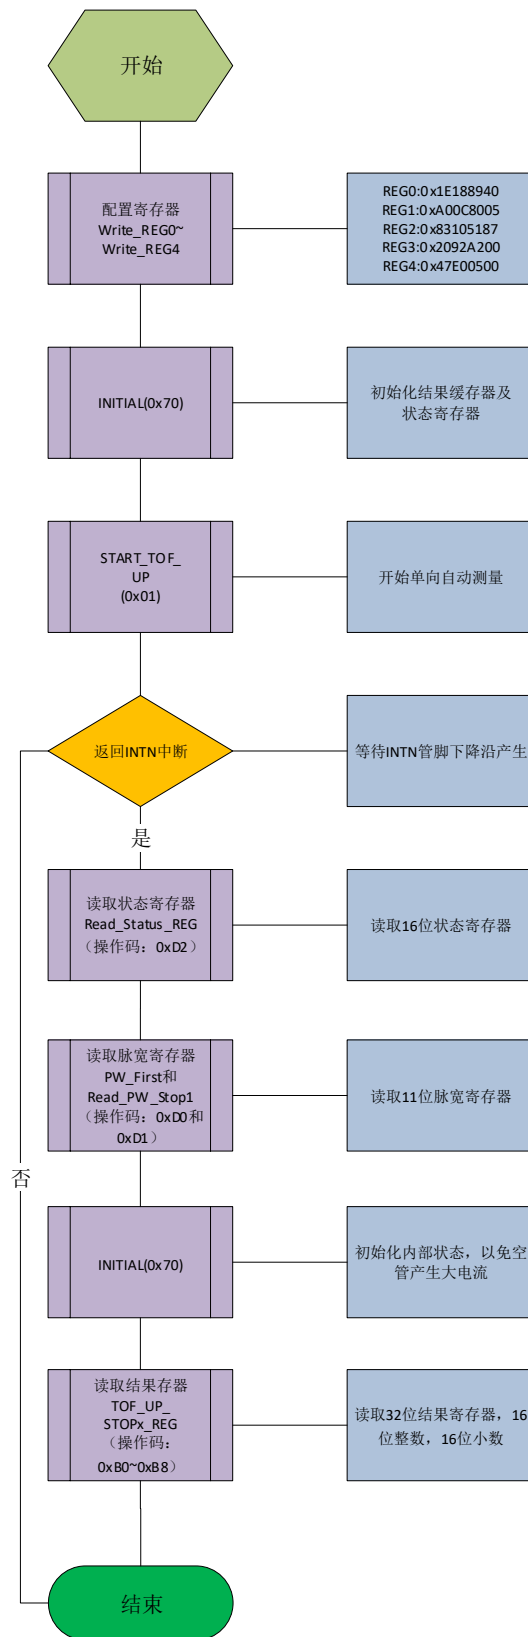 开始
配置寄存器
Write_REG0~
Write_REG4
REG0:0x1E188940
REG1:0xA00C8005
REG2:0x83105187
REG3:0x2092A200
REG4:0x47E00500
INITIAL(0x70)
初始化结果缓存器及
状态寄存器
START_TOF_
UP
(0x01)
开始单向自动测量
返回INTN中断
等待INTN管脚下降沿产生
是
读取状态寄存器
Read_Status_REG
（操作码：0xD2）
读取16位状态寄存器
读取脉宽寄存器
PW_First和
Read_PW_Stop1
（操作码：0xD0和
0xD1）
读取11位脉宽寄存器
否
INITIAL(0x70)
初始化内部状态，以免空
管产生大电流
读取结果存器
TOF_UP_
STOPx_REG
（操作码：
0xB0~0xB8）
读取32位结果寄存器，16
位整数，16位小数
结束